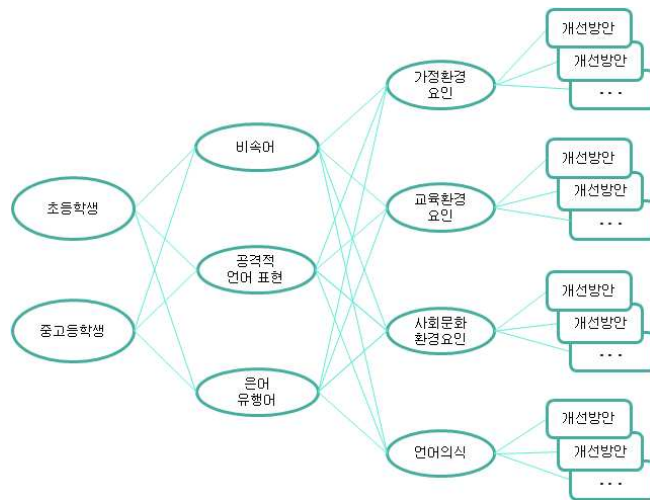 초등학생
중고등학생
비속어
공격적
언어 표현
은어
유행어
가정환경
요인
교육환경
요인
사회문화
환경요인
언어의식
개선방안
개선방안
...
개선방안
개선방안
...
개선방안
개선방안
...
개선방안
개선방안
...